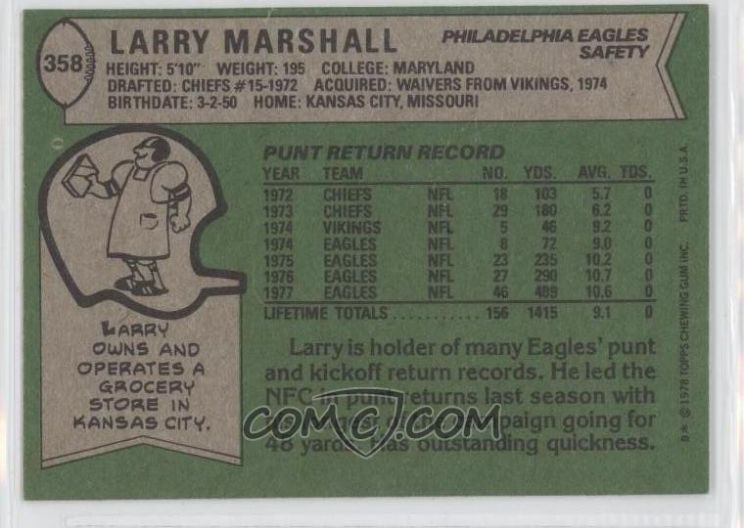 358
LARRY MARSHALL
PHILADELPHIA EAGLES
SAFETY
HEIGHT: 5'10" WEIGHT: 195 COLLEGE: MARYLAND
DRAFTED: CHIEFS #15-1972 ACQUIRED: WAIVERS FROM VIKINGS, 1974
BIRTHDATE: 3-2-50 HOME: KANSAS CITY, MISSOURI
PUNT RETURN RECORD
YEAR TEAM NO. YDS. AVG. TDS.
1972 CHIEFS NFL 18 103 5.7 0
1973 CHIEFS NFL 29 180 6.2 0
1974 VIKINGS NFL 5 46 9.2 0
1974 EAGLES NFL 8 72 9.0 0
1975 EAGLES NFL 23 235 10.2 0
1976 EAGLES NFL 27 290 10.7 0
1977 EAGLES NFL 46 489 10.6 0
LIFETIME TOTALS 156 1415 9.1 0
LARRY
OWNS AND
OPERATES A
GROCERY
STORE IN
KANSAS CITY.
Larry is holder of many Eagles' punt
and kickoff return records. He led the
NFC in punt returns last season with
his longest of the campaign going for
48 yards. Has outstanding quickness.
COMC.COM
B* © 1978 TOPPS CHEWING GUM INC. PRTD. IN U.S.A.